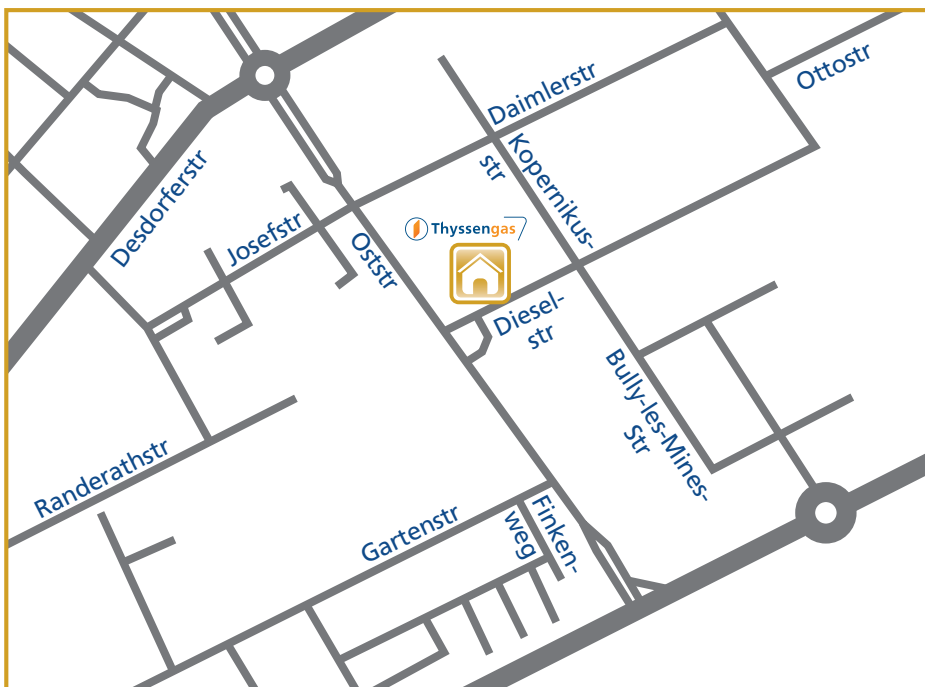 Ottostr
Daimlerstr
Kopernikus-
str
Desdorferstr
Josefstr
Thyssengas
Oststr
Diesel-
str
Bully-les-Mines-
Str
Randerathstr
Gartenstr
Finken-
weg